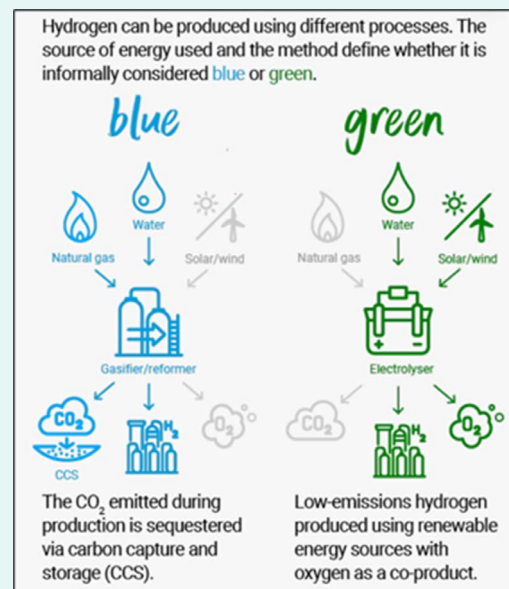 Hydrogen can be produced using different processes. The
source of energy used and the method define whether it is
informally considered blue or green.
blue
green
Water
Natural gas
Solar/wind
Water
Natural gas
Solar/wind
Gasifier/reformer
Electrolyser
CO2
H2
O2
CO2
H2
O2
CCS
The CO2 emitted during
production is sequestered
via carbon capture and
storage (CCS).
Low-emissions hydrogen
produced using renewable
energy sources with
oxygen as a co-product.